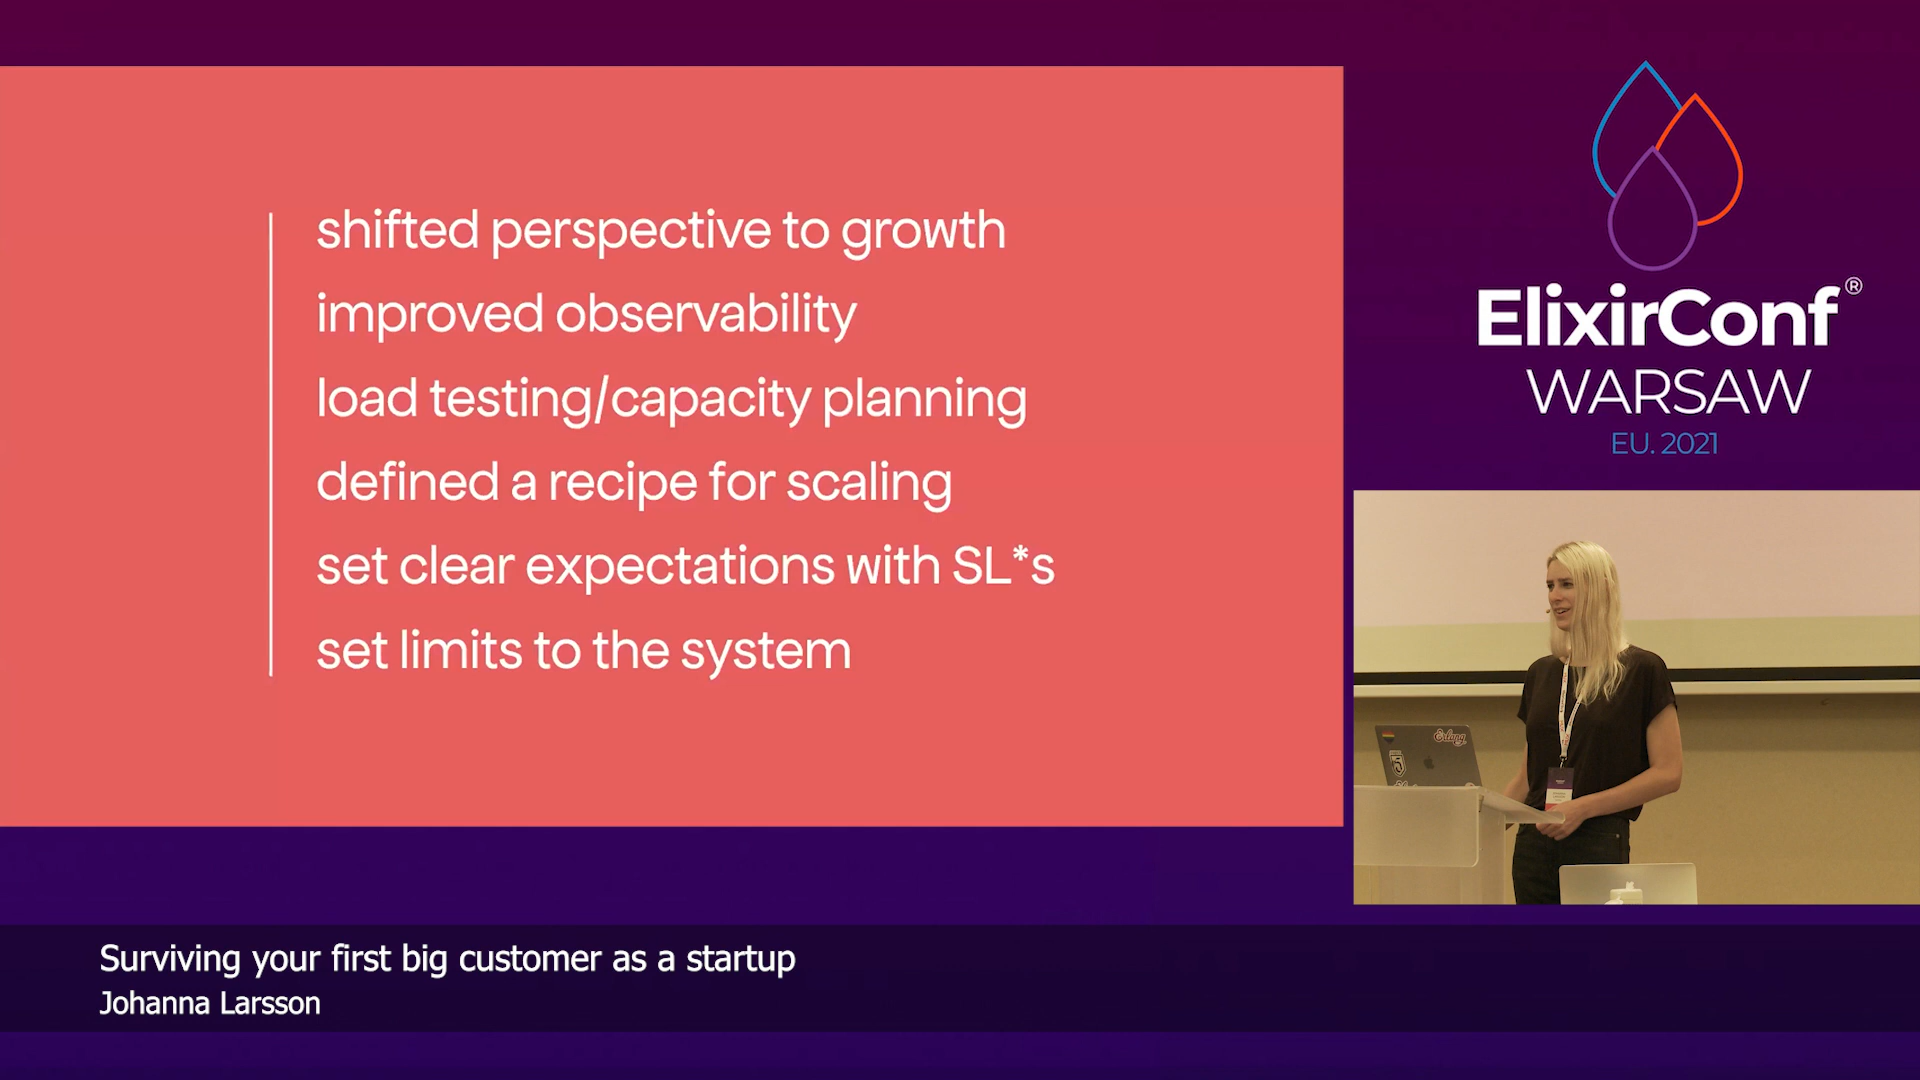 shifted perspective to growth
improved observability
load testing/capacity planning
defined a recipe for scaling
set clear expectations with SL*s
set limits to the system
ElixirConf®
WARSAW
EU. 2021
Erlang
Surviving your first big customer as a startup
Johanna Larsson